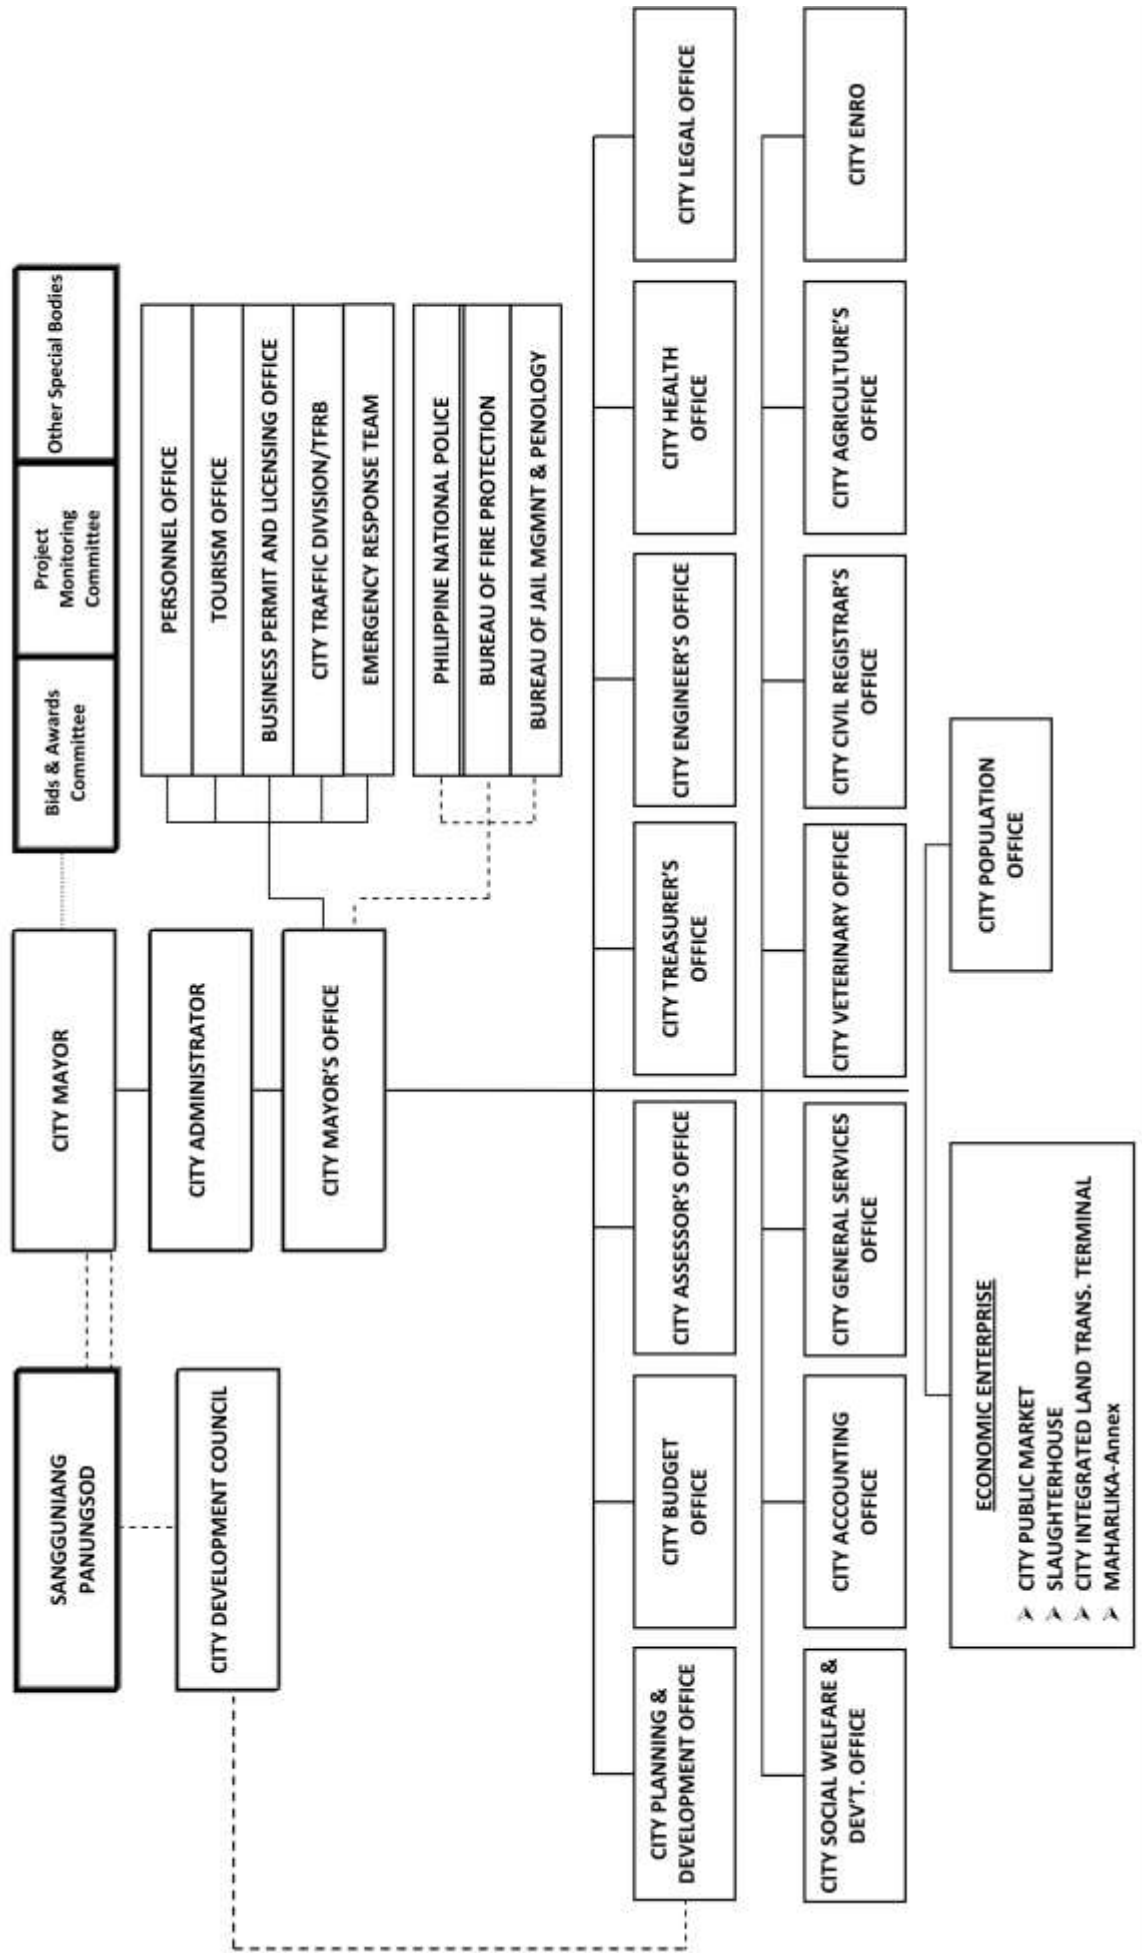 SANGGUNIANG
PANUNGSOD
CITY MAYOR
Bids & Awards
Committee
Project
Monitoring
Committee
Other Special Bodies
CITY DEVELOPMENT COUNCIL
CITY ADMINISTRATOR
CITY MAYOR'S OFFICE
PERSONNEL OFFICE
TOURISM OFFICE
BUSINESS PERMIT AND LICENSING OFFICE
CITY TRAFFIC DIVISION/TFRB
EMERGENCY RESPONSE TEAM
PHILIPPINE NATIONAL POLICE
BUREAU OF FIRE PROTECTION
BUREAU OF JAIL MGMNT & PENOLOGY
CITY PLANNING &
DEVELOPMENT OFFICE
CITY BUDGET
OFFICE
CITY ASSESSOR'S OFFICE
CITY TREASURER'S
OFFICE
CITY ENGINEER'S OFFICE
CITY HEALTH
OFFICE
CITY LEGAL OFFICE
CITY SOCIAL WELFARE &
DEV'T. OFFICE
CITY ACCOUNTING
OFFICE
CITY GENERAL SERVICES
OFFICE
CITY VETERINARY OFFICE
CITY CIVIL REGISTRAR'S
OFFICE
CITY AGRICULTURE'S
OFFICE
CITY ENRO
ECONOMIC ENTERPRISE
➢ CITY PUBLIC MARKET
➢ SLAUGHTERHOUSE
➢ CITY INTEGRATED LAND TRANS. TERMINAL
➢ MAHARLIKA-Annex
CITY POPULATION
OFFICE